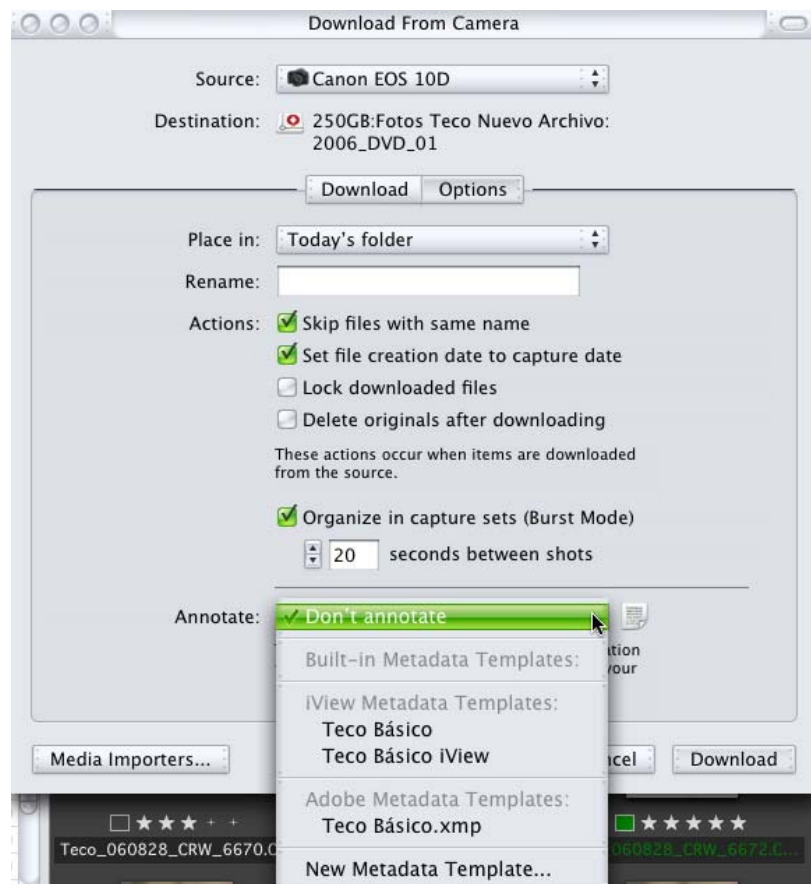 Download From Camera
Source: Canon EOS 10D
Destination: 250GB:Fotos Teco Nuevo Archivo:
2006_DVD_01
Download Options
Place in: Today's folder
Rename:
Actions: Skip files with same name
Set file creation date to capture date
Lock downloaded files
Delete originals after downloading
These actions occur when items are downloaded
from the source.
Organize in capture sets (Burst Mode)
20 seconds between shots
Annotate: Don't annotate
Built-in Metadata Templates:
your
iView Metadata Templates:
Teco Básico
Teco Básico iView
Media Importers... Download
Adobe Metadata Templates:
Teco Básico.xmp
Teco_060828_CRW_6670.C 060828_CRW_6672.C...
New Metadata Template...